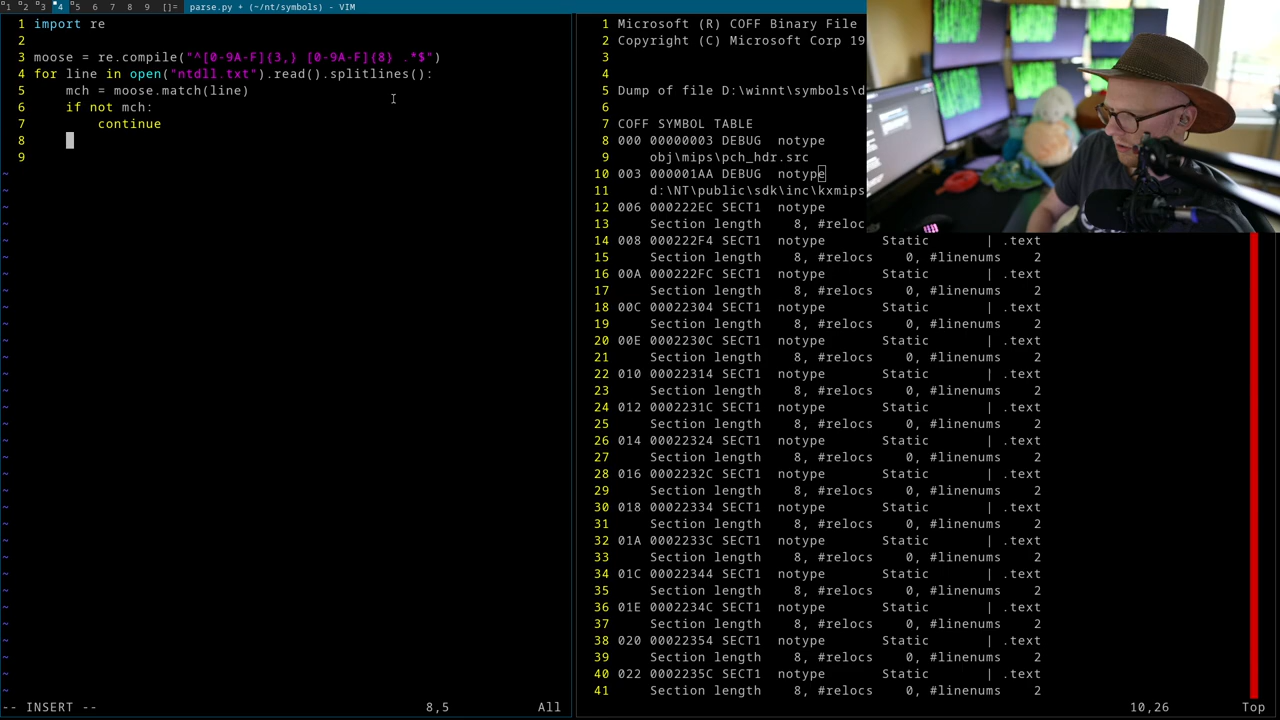 1 2 3 4 5 6 7 8 9 []= parse.py + (~/nt/symbols) - VIM
1 import re
2
3 moose = re.compile("^[0-9A-F]{3,} [0-9A-F]{8} .*$")
4 for line in open("ntdll.txt").read().splitlines():
5 mch = moose.match(line)
6 if not mch:
7 continue
8
9
~
-- INSERT -- 8,5 All
1 Microsoft (R) COFF Binary File
2 Copyright (C) Microsoft Corp 19
3
4
5 Dump of file D:\winnt\symbols\d
6
7 COFF SYMBOL TABLE
8 000 00000003 DEBUG notype
9 obj\mips\pch_hdr.src
10 003 000001AA DEBUG notype
11 d:\NT\public\sdk\inc\kxmips
12 006 000222EC SECT1 notype
13 Section length 8, #reloc
14 008 000222F4 SECT1 notype Static | .text
15 Section length 8, #relocs 0, #linenums 2
16 00A 000222FC SECT1 notype Static | .text
17 Section length 8, #relocs 0, #linenums 2
18 00C 00022304 SECT1 notype Static | .text
19 Section length 8, #relocs 0, #linenums 2
20 00E 0002230C SECT1 notype Static | .text
21 Section length 8, #relocs 0, #linenums 2
22 010 00022314 SECT1 notype Static | .text
23 Section length 8, #relocs 0, #linenums 2
24 012 0002231C SECT1 notype Static | .text
25 Section length 8, #relocs 0, #linenums 2
26 014 00022324 SECT1 notype Static | .text
27 Section length 8, #relocs 0, #linenums 2
28 016 0002232C SECT1 notype Static | .text
29 Section length 8, #relocs 0, #linenums 2
30 018 00022334 SECT1 notype Static | .text
31 Section length 8, #relocs 0, #linenums 2
32 01A 0002233C SECT1 notype Static | .text
33 Section length 8, #relocs 0, #linenums 2
34 01C 00022344 SECT1 notype Static | .text
35 Section length 8, #relocs 0, #linenums 2
36 01E 0002234C SECT1 notype Static | .text
37 Section length 8, #relocs 0, #linenums 2
38 020 00022354 SECT1 notype Static | .text
39 Section length 8, #relocs 0, #linenums 2
40 022 0002235C SECT1 notype Static | .text
41 Section length 8, #relocs 0, #linenums 2
10,26 Top